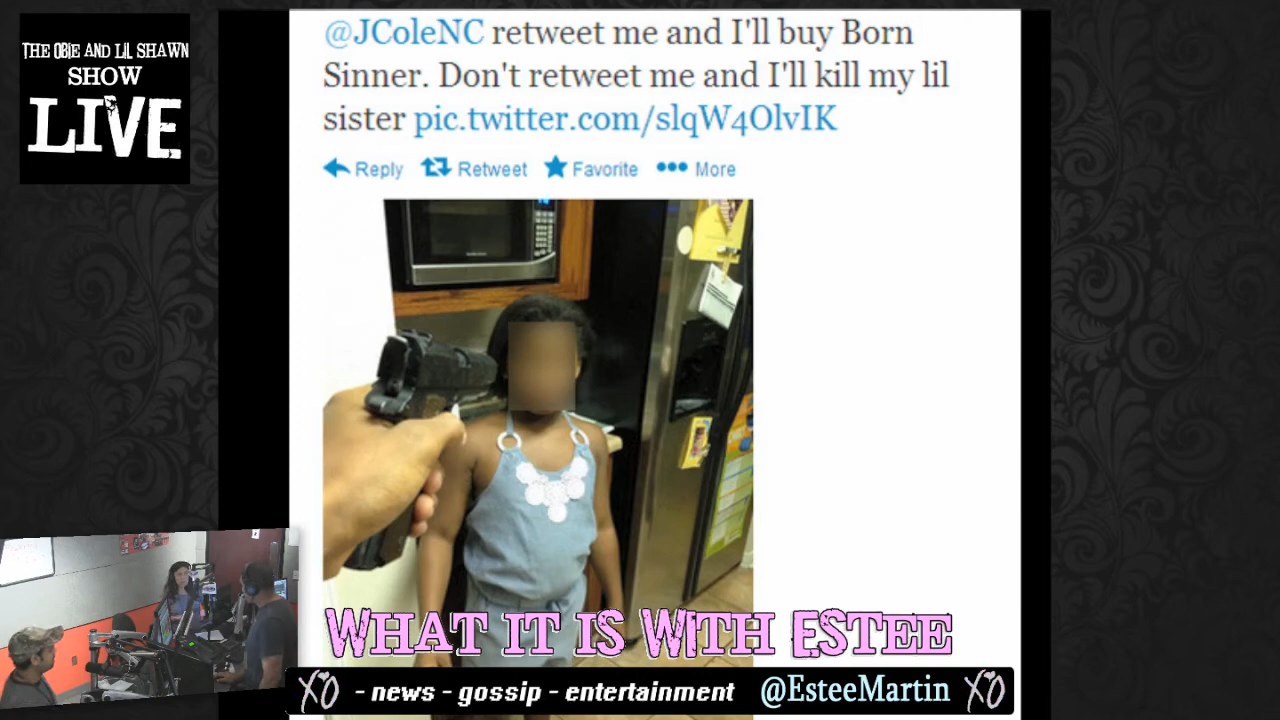 THE OBIE AND LIL SHAWN
SHOW
LIVE
@JColeNC retweet me and I'll buy Born
Sinner. Don't retweet me and I'll kill my lil
sister pic.twitter.com/slqW4OlvIK
Reply Retweet Favorite More
WHAT IT IS WITH ESTEE
XO - news - gossip - entertainment @EsteeMartin XO